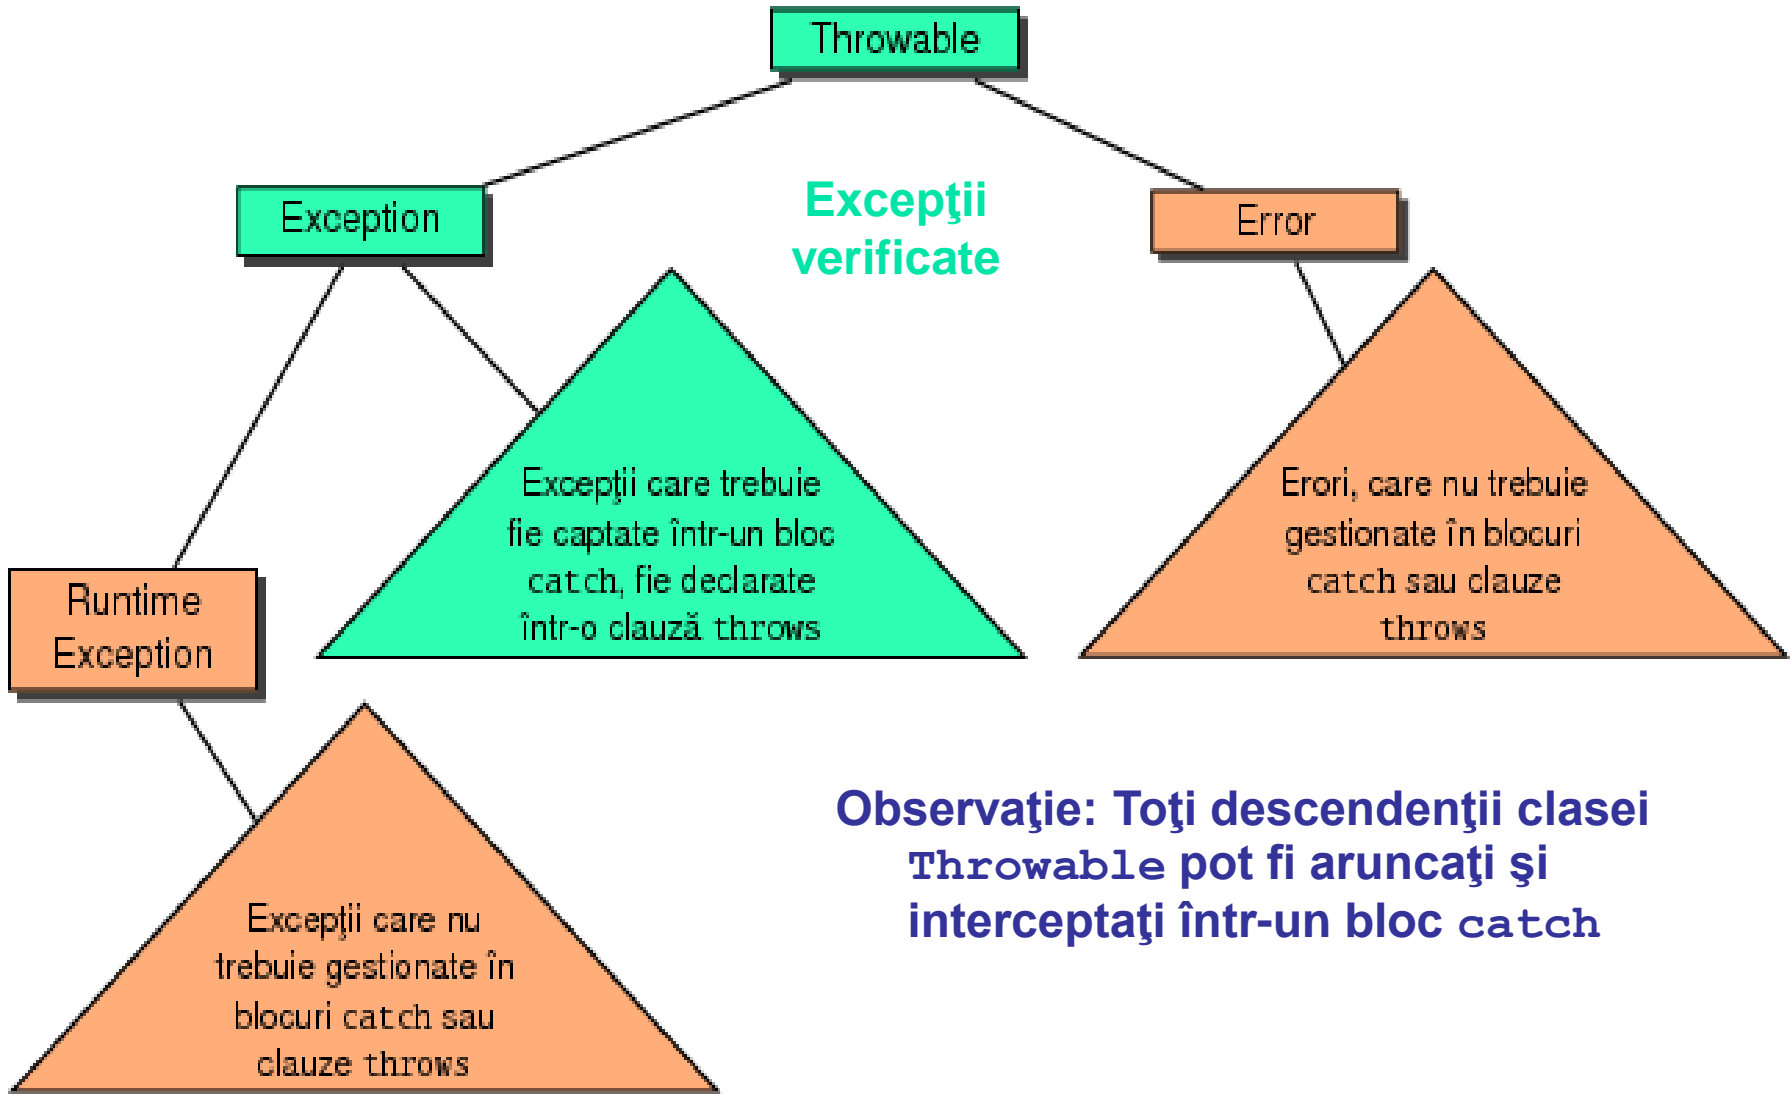 Throwable
Exception
Excepţii
verificate
Error
Excepţii care trebuie
fie captate într-un bloc
catch, fie declarate
într-o clauză throws
Erori, care nu trebuie
gestionate în blocuri
catch sau clauze
throws
Runtime
Exception
Excepţii care nu
trebuie gestionate în
blocuri catch sau
clauze throws
Observaţie: Toţi descendenţii clasei
Throwable pot fi aruncaţi şi
interceptaţi într-un bloc catch